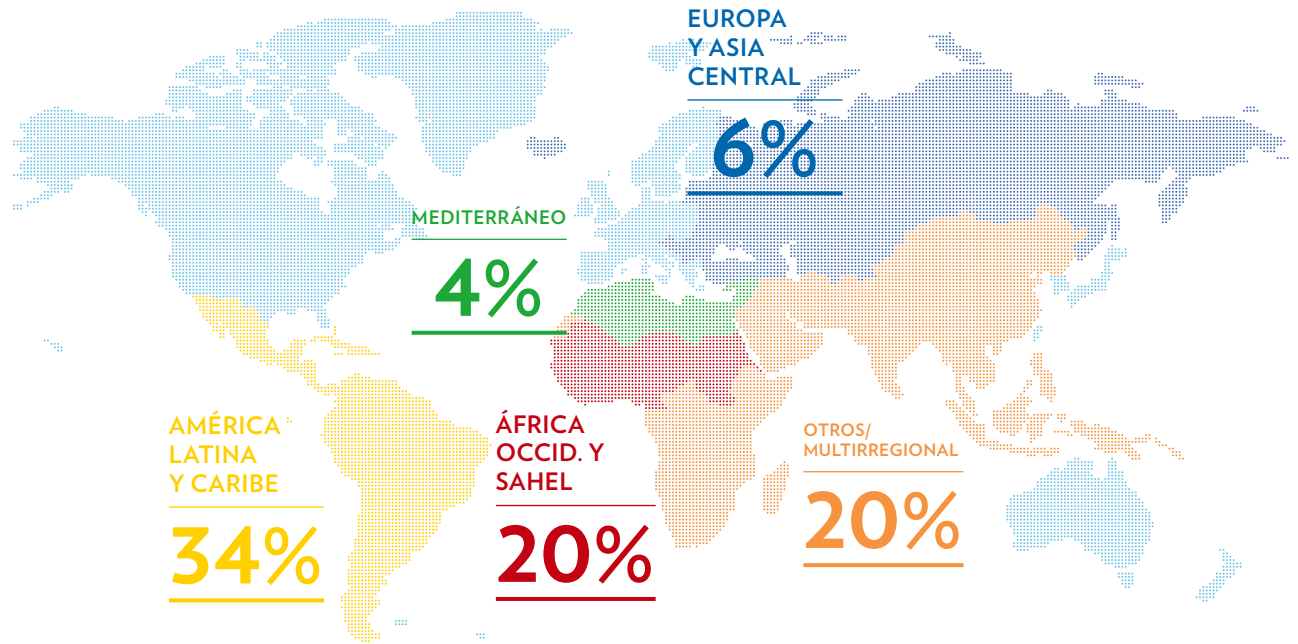 EUROPA
Y ASIA
CENTRAL
6%
MEDITERRÁNEO
4%
AMÉRICA
LATINA
Y CARIBE
34%
ÁFRICA
OCCID. Y
SAHEL
20%
OTROS/
MULTIRREGIONAL
20%